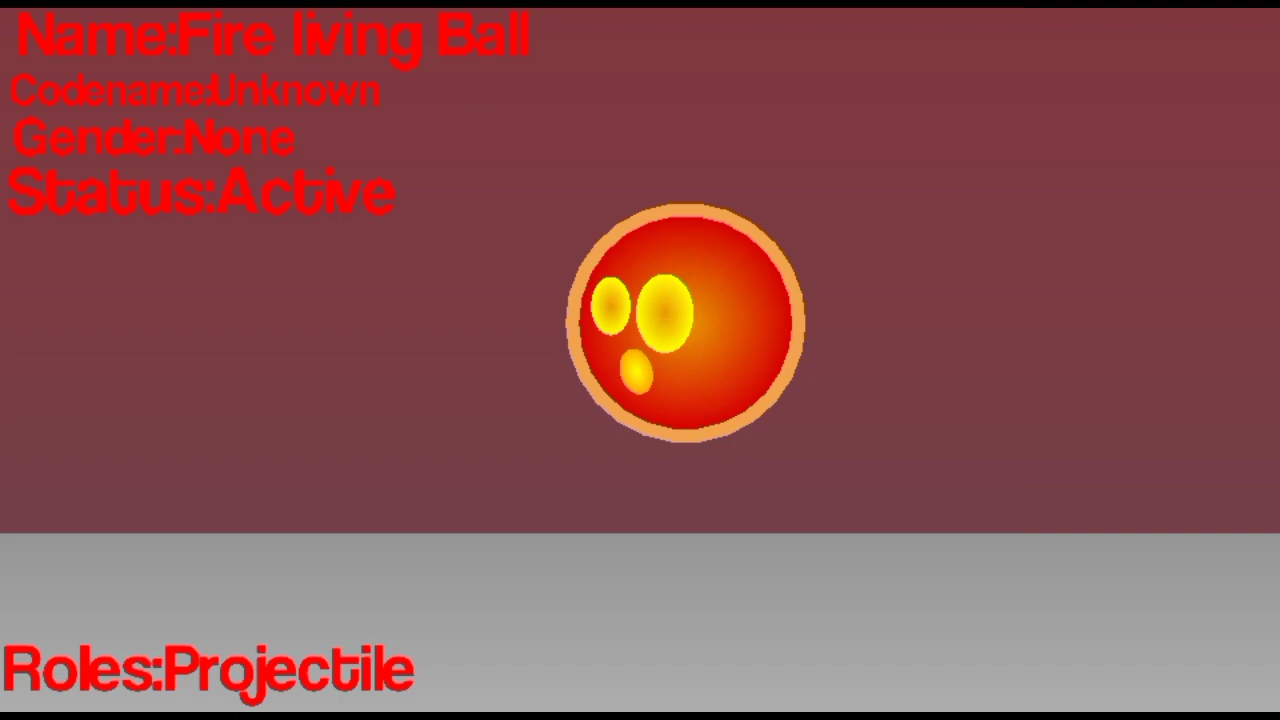 Name:Fire living Ball
Codename:Unknown
Gender:None
Status:Active
Roles:Projectile